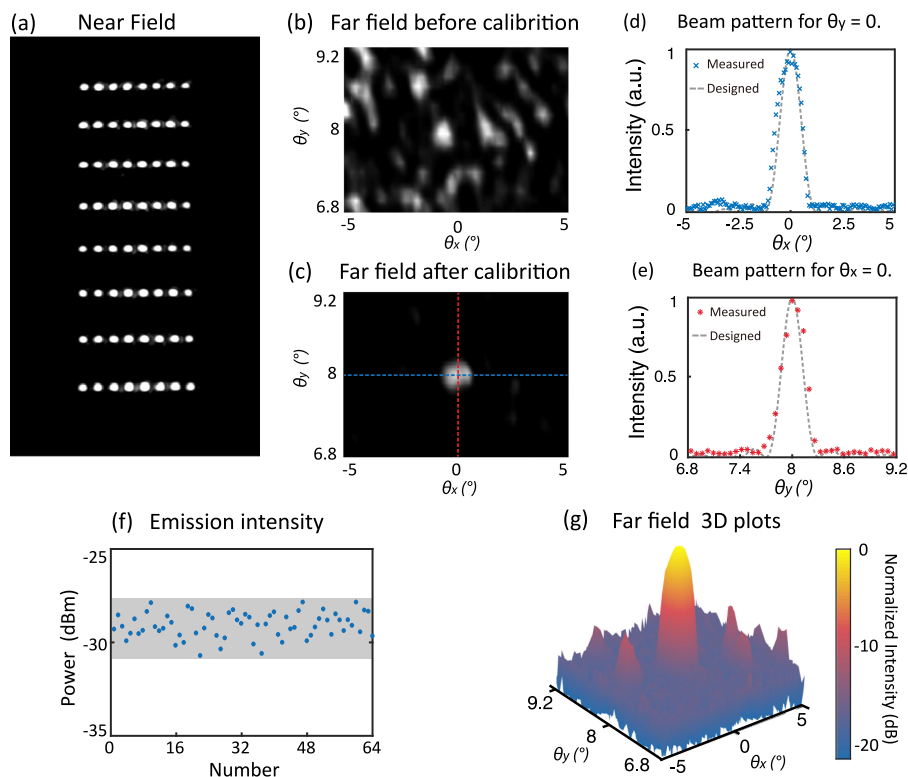 (a) Near Field
(b) Far field before calibrition
9.2
8
6.8
θy (°)
-5 0 5
θx (°)
(c) Far field after calibrition
9.2
8
6.8
θy (°)
-5 0 5
θx (°)
(d) Beam pattern for θy = 0.
Measured
Designed
1
0.5
0
Intensity (a.u.)
-5 -2.5 0 2.5 5
θx (°)
(e) Beam pattern for θx = 0.
Measured
Designed
1
0.5
0
Intensity (a.u.)
6.8 7.4 8 8.6 9.2
θy (°)
(f) Emission intensity
-25
-30
-35
Power (dBm)
0 16 32 48 64
Number
(g) Far field 3D plots
9.2
8
6.8
θy (°)
-5 0 5
θx (°)
0
-10
-20
Normalized Intensity (dB)